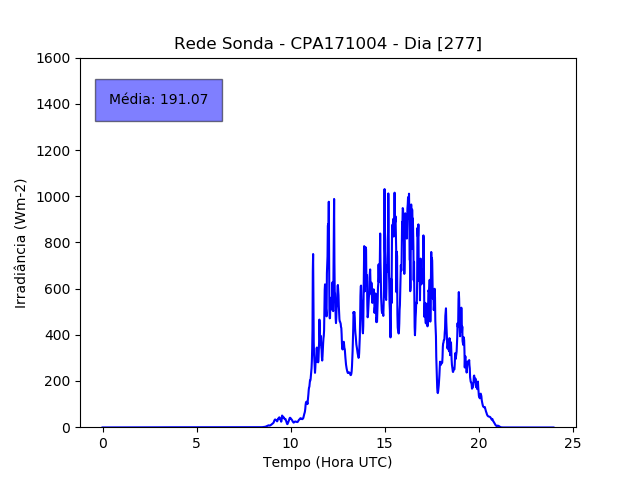 Rede Sonda - CPA171004 - Dia [277]
1600
1400
1200
1000
800
600
400
200
0
Irradiância (Wm-2)
Média: 191.07
0 5 10 15 20 25
Tempo (Hora UTC)